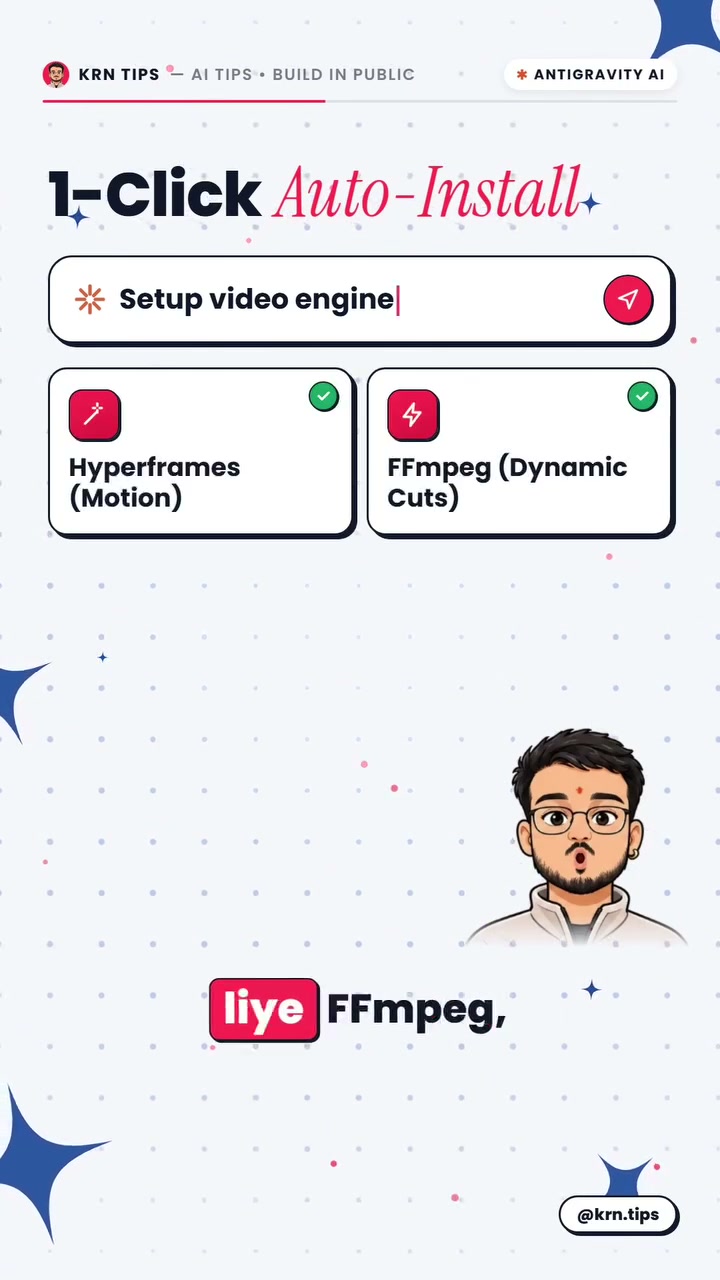 KRN TIPS — AI TIPS • BUILD IN PUBLIC
ANTIGRAVITY AI
1-Click Auto-Install
Setup video engine
Hyperframes
(Motion)
FFmpeg (Dynamic
Cuts)
liye FFmpeg,
@krn.tips